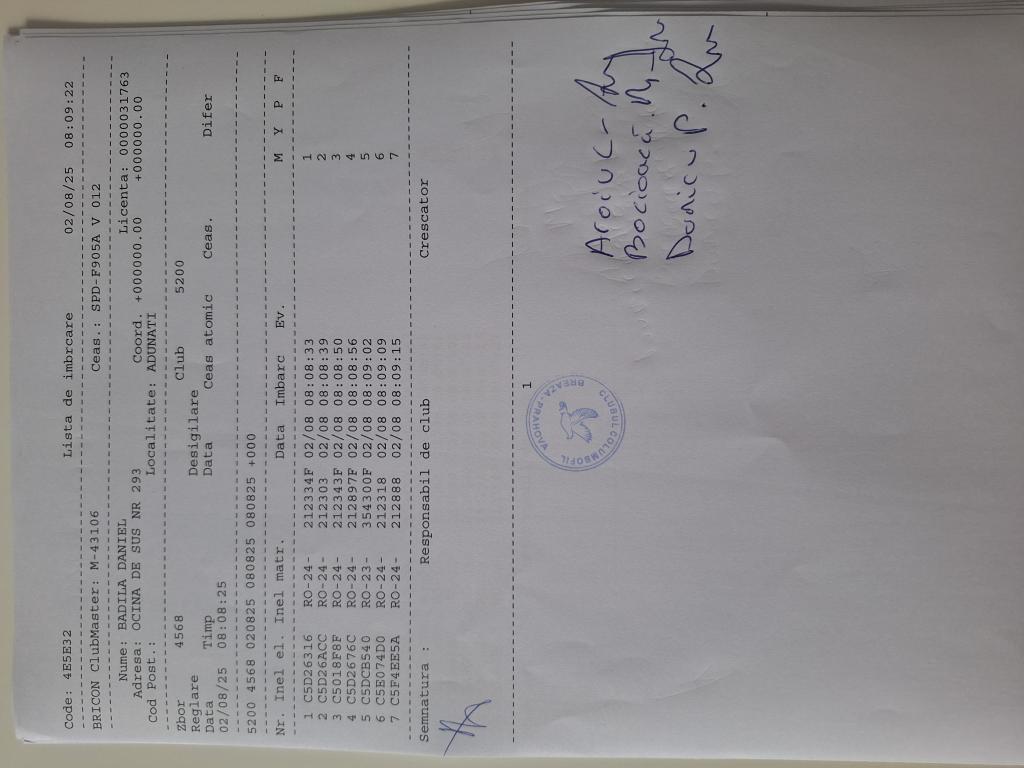 Code: 4E5E32 Lista de imbrcare 02/08/25 08:09:22
BRICON ClubMaster: M-43106 Ceas.: SPD-F905A V 012
Nume: BADILA DANIEL Licenta: 0000031763
Adresa: OCINA DE SUS NR 293 Coord. +0000000.00 +000000.00
Cod Post.: Localitate: ADUNATI
Zbor 4568 Club 5200
Reglare Desigilare
Data Timp Data Ceas atomic Ceas. Difer
02/08/25 08:08:25
5200 4568 020825 080825 080825 +000
Nr. Inel el. Inel matr. Data Imbarc Ev. M Y P F
1 C5D26316 RO-24- 212334F 02/08 08:08:33 1
2 C5D26ACC RO-24- 212303 02/08 08:08:39 2
3 C5018F8F RO-24- 212343F 02/08 08:08:50 3
4 C5D2676C RO-24- 212897F 02/08 08:08:56 4
5 C5DCB540 RO-23- 354300F 02/08 08:09:02 5
6 C5E074D0 RO-24- 212318 02/08 08:09:09 6
7 C5F4EE5A RO-24- 212888 02/08 08:09:15 7
Semnatura : Responsabil de club Crescator
1
CLUBUL COLUMBOFIL
BREAZA-PRAHOVA